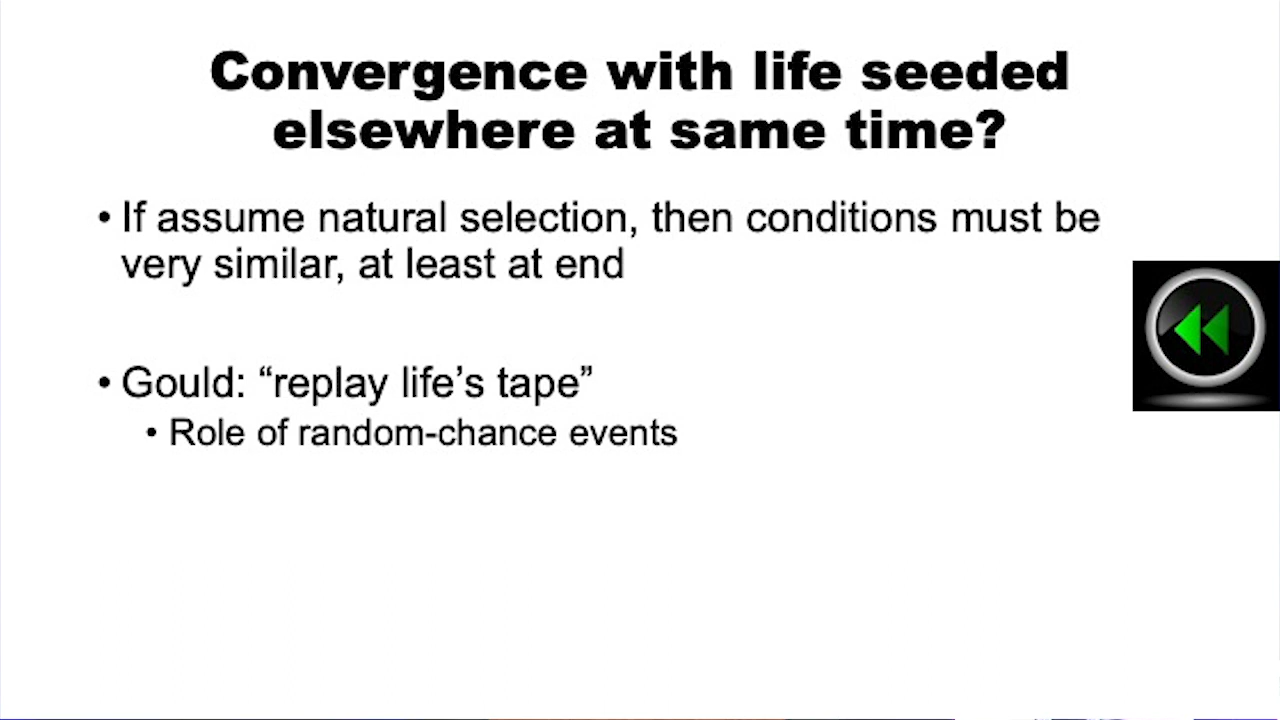 Convergence with life seeded
elsewhere at same time?
• If assume natural selection, then conditions must be
very similar, at least at end
• Gould: “replay life’s tape”
• Role of random-chance events